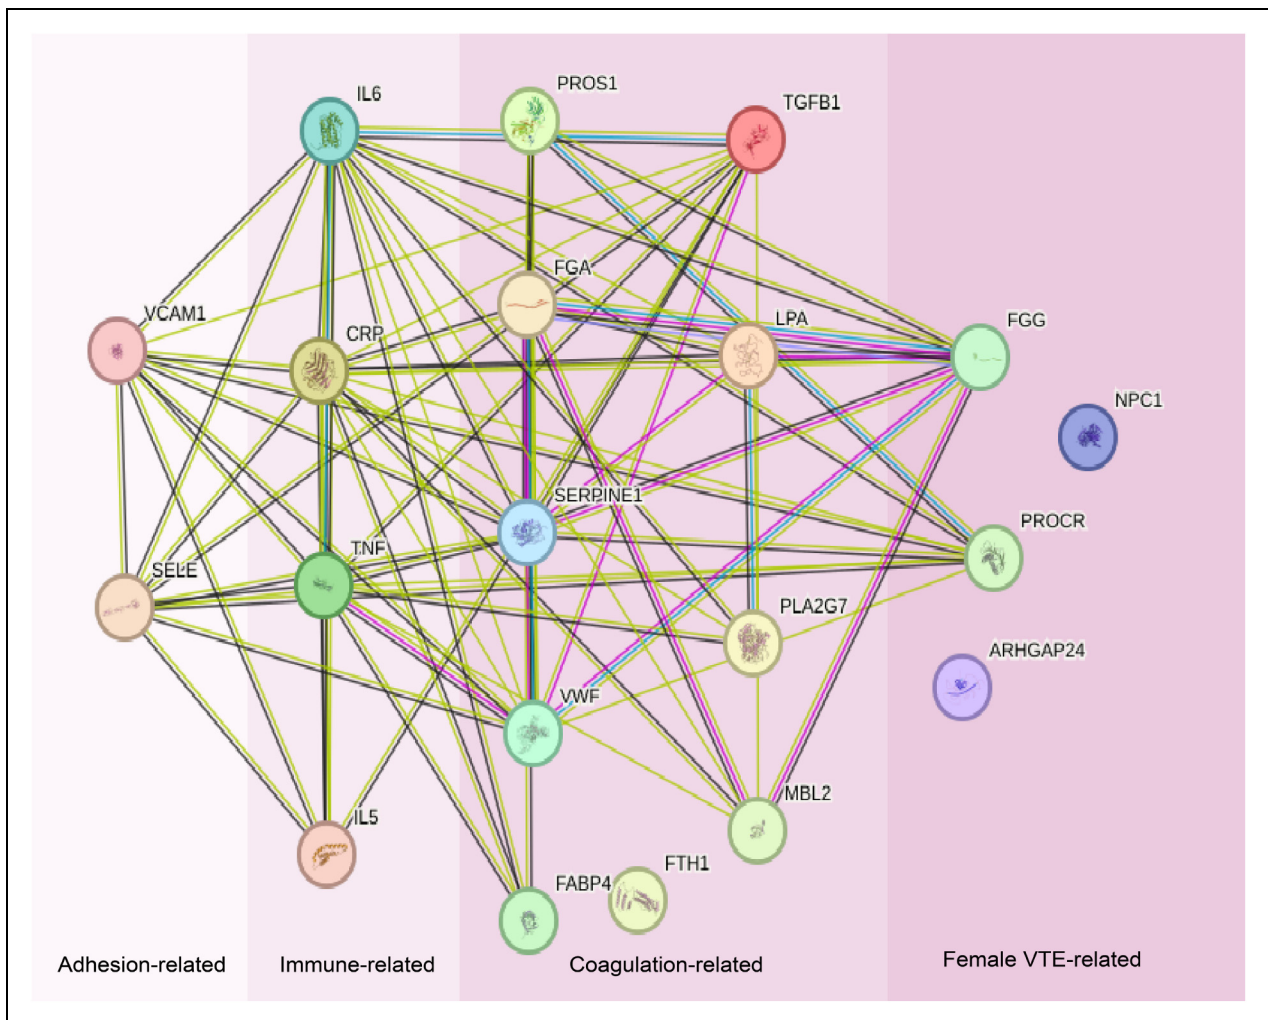 IL6
PROS1
TGFB1
FGA
VCAM1
CRP
LPA
FGG
NPC1
SERPINE1
PROCR
TNF
SELE
PLA2G7
ARHGAP24
VWF
MBL2
IL5
FTH1
FABP4
Adhesion-related
Immune-related
Coagulation-related
Female VTE-related